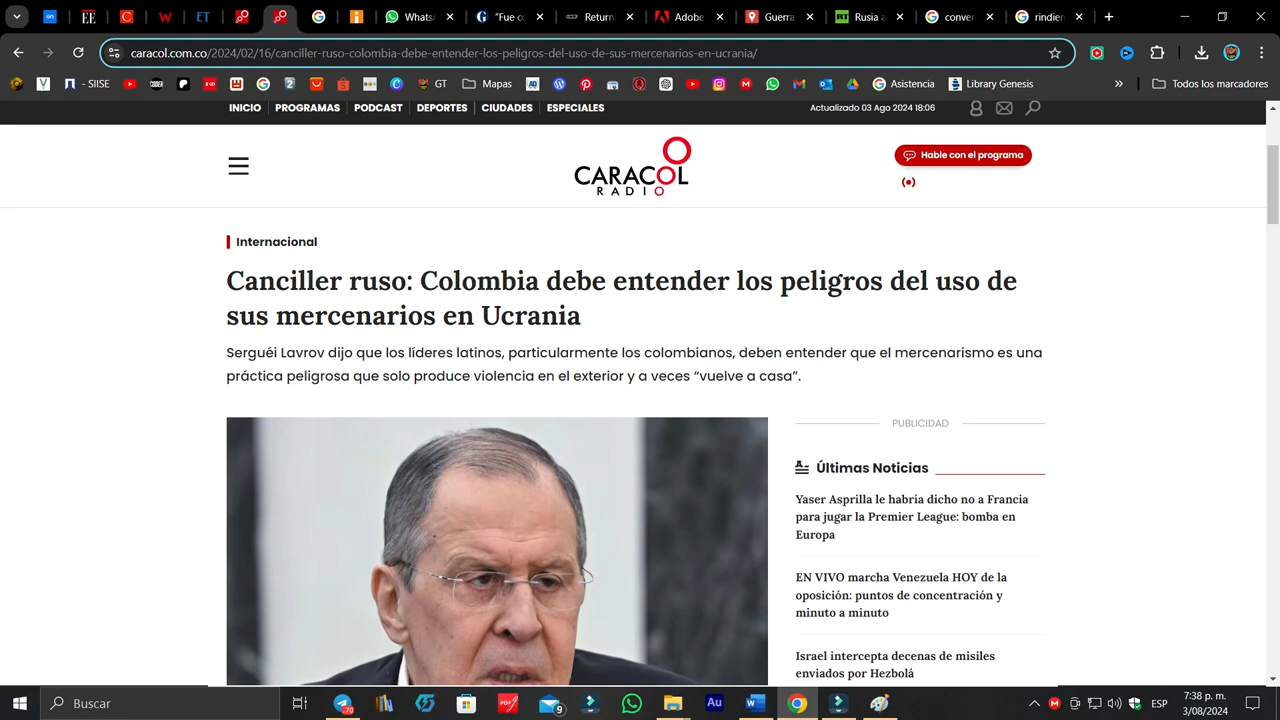 WhatsA
"Fue co
Return
Adobe
Guerra
Rusia a
conver
rindier
caracol.com.co/2024/02/16/canciller-ruso-colombia-debe-entender-los-peligros-del-uso-de-sus-mercenarios-en-ucrania/
- SISE
Mapas
GT
Asistencia
Library Genesis
Todos los marcadores
INICIO
PROGRAMAS
PODCAST
DEPORTES
CIUDADES
ESPECIALES
Actualizado 03 Ago 2024 18:06
CARACOL
RADIO
Hable con el programa
Internacional
Canciller ruso: Colombia debe entender los peligros del uso de
sus mercenarios en Ucrania
Serguéi Lavrov dijo que los líderes latinos, particularmente los colombianos, deben entender que el mercenarismo es una
práctica peligrosa que solo produce violencia en el exterior y a veces “vuelve a casa”.
PUBLICIDAD
Últimas Noticias
Yaser Asprilla le habría dicho no a Francia
para jugar la Premier League: bomba en
Europa
EN VIVO marcha Venezuela HOY de la
oposición: puntos de concentración y
minuto a minuto
Israel intercepta decenas de misiles
enviados por Hezbolá
Buscar
ESP
7:38 p. m.
3/08/2024